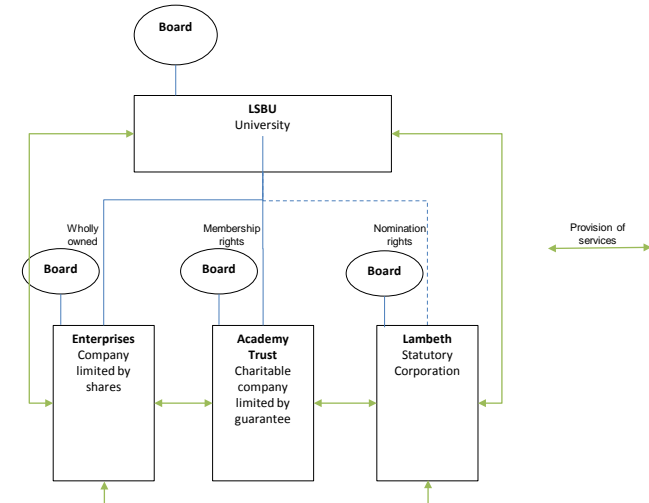 Board
LSBU
University
Wholly
owned
Membership
rights
Nomination
rights
Provision of
services
Board
Board
Board
Enterprises
Company
limited by
shares
Academy
Trust
Charitable
company
limited by
guarantee
Lambeth
Statutory
Corporation